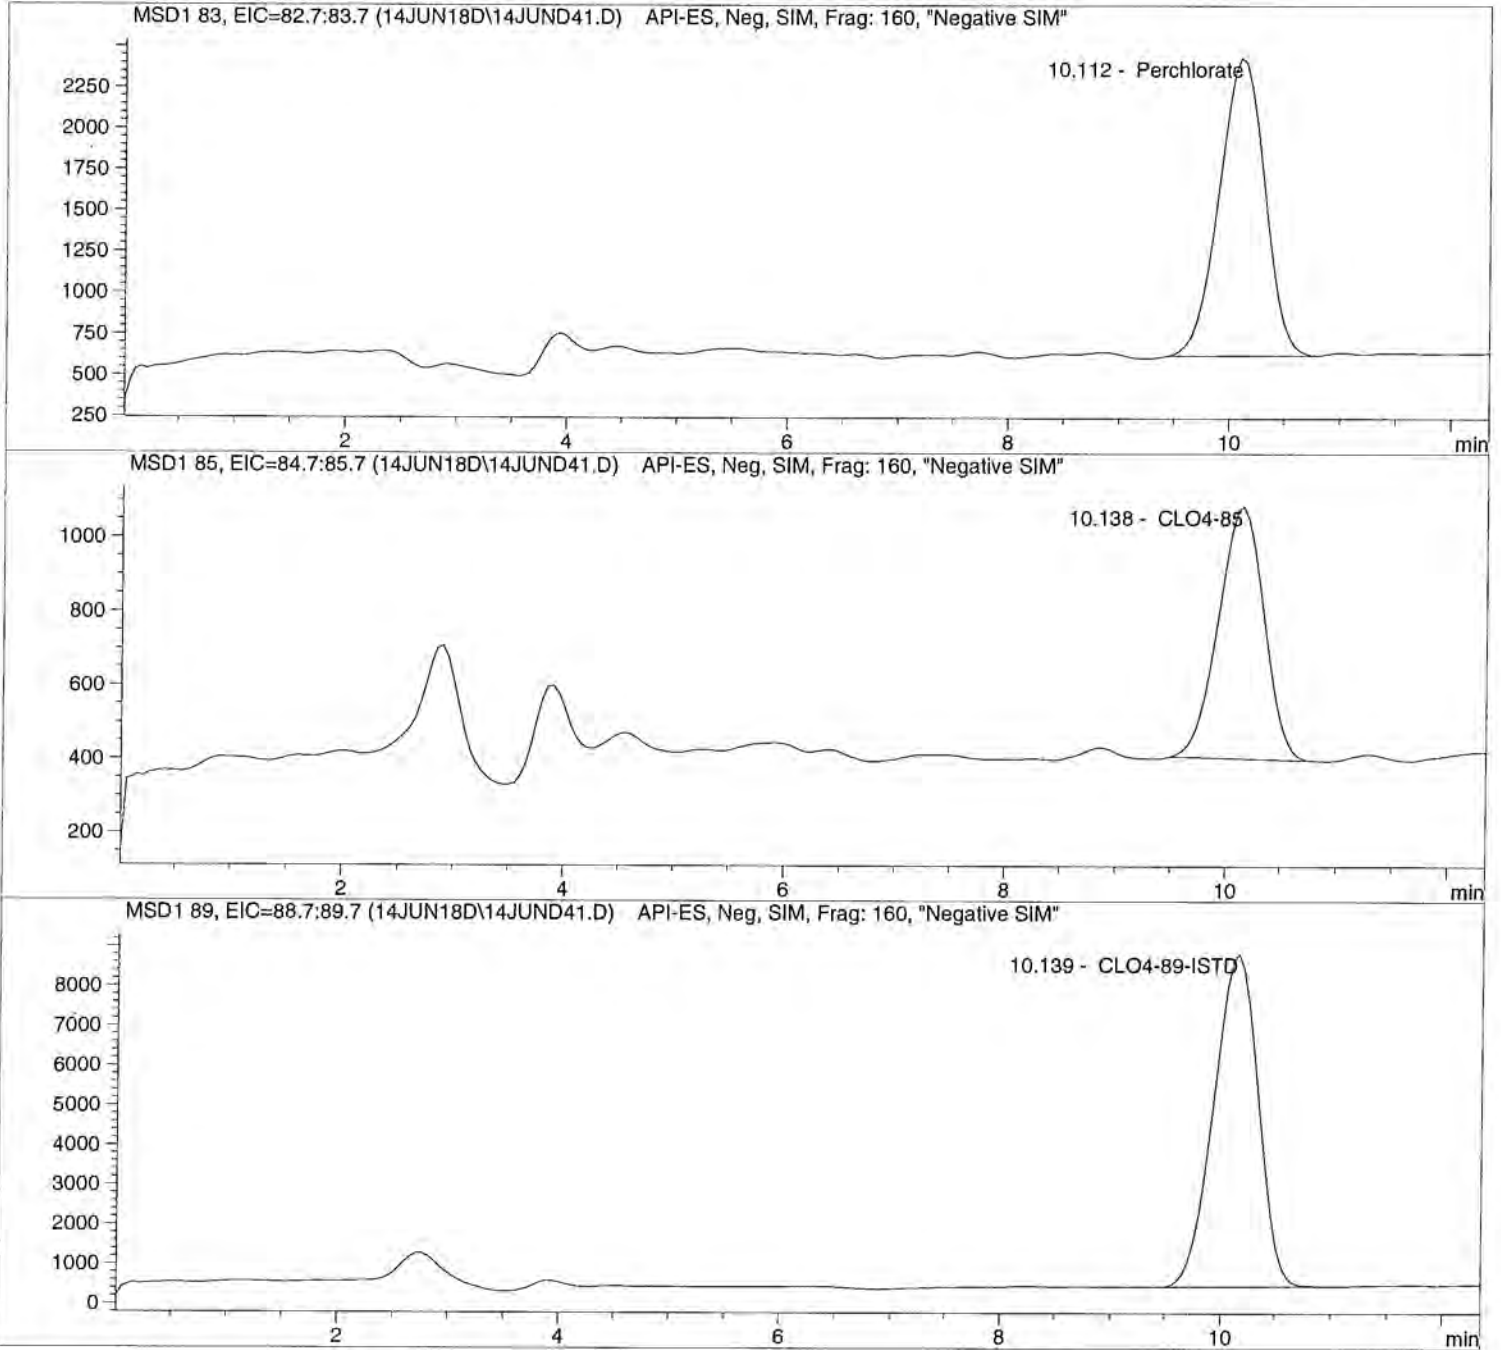 MSD1 83, EIC=82.7:83.7 (14JUN18D\14JUND41.D) API-ES, Neg, SIM, Frag: 160, "Negative SIM"
10.112 - Perchlorate
2250
2000
1750
1500
1250
1000
750
500
250
2 4 6 8 10 min
MSD1 85, EIC=84.7:85.7 (14JUN18D\14JUND41.D) API-ES, Neg, SIM, Frag: 160, "Negative SIM"
10.138 - CLO4-85
1000
800
600
400
200
2 4 6 8 10 min
MSD1 89, EIC=88.7:89.7 (14JUN18D\14JUND41.D) API-ES, Neg, SIM, Frag: 160, "Negative SIM"
10.139 - CLO4-89-ISTD
8000
7000
6000
5000
4000
3000
2000
1000
0
2 4 6 8 10 min